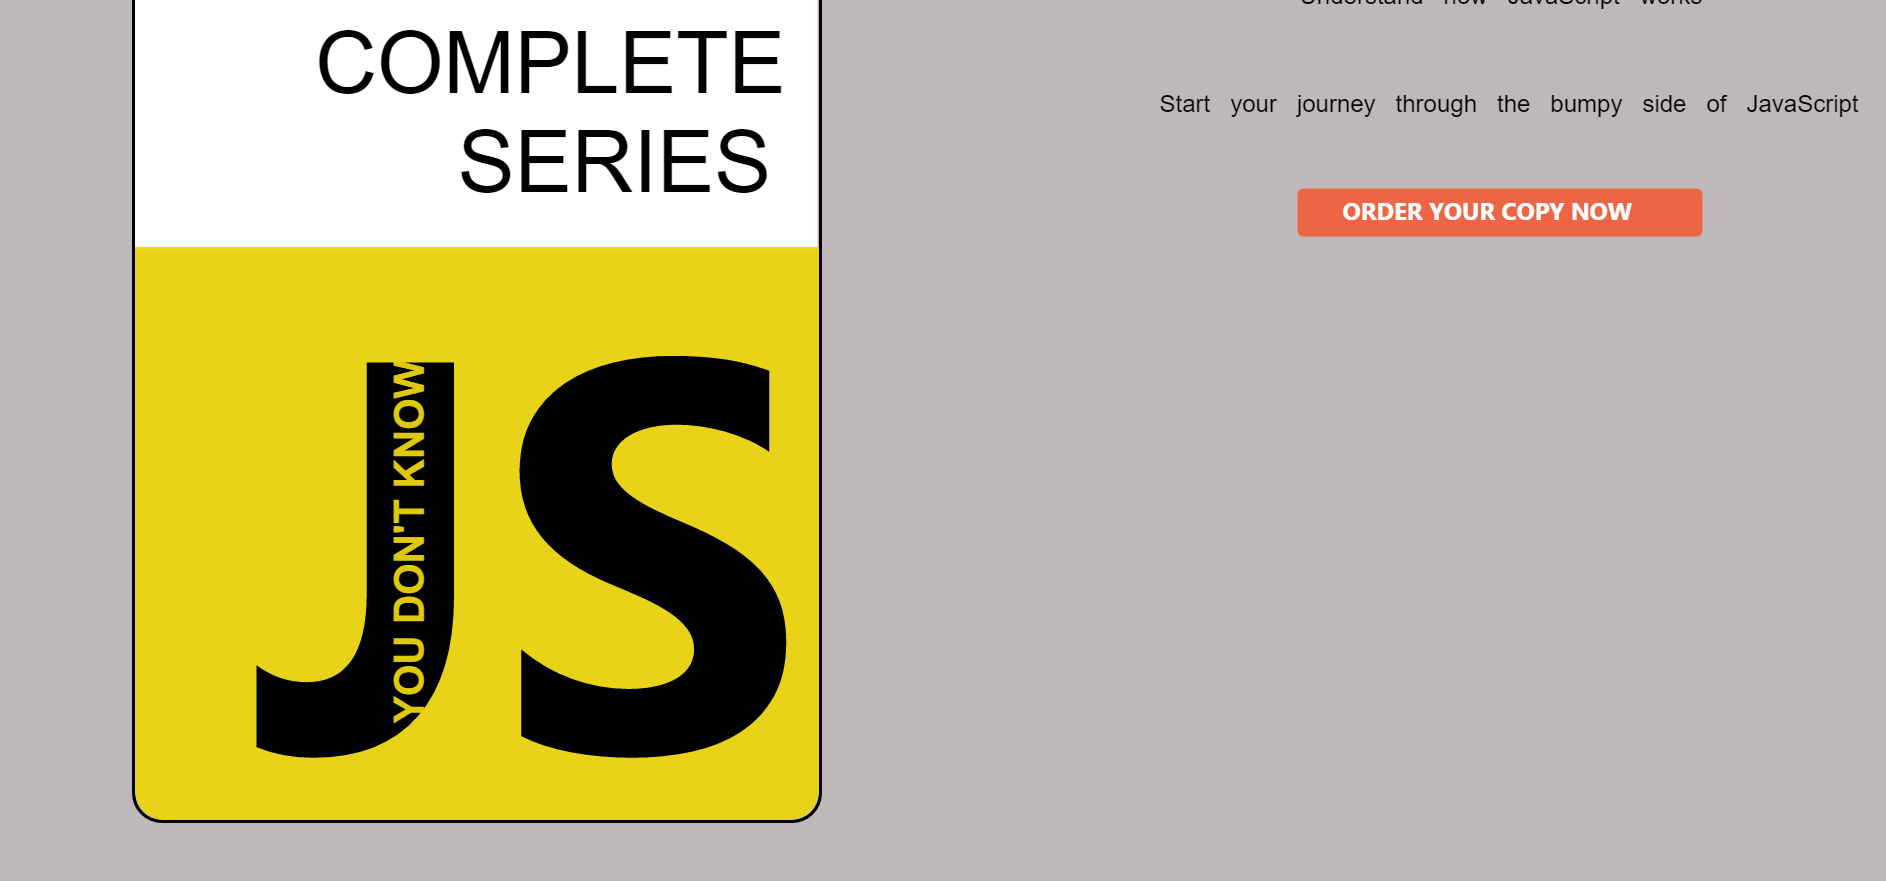 COMPLETE
SERIES
YOU DON'T KNOW
JS
Understand how JavaScript works
Start your journey through the bumpy side of JavaScript
ORDER YOUR COPY NOW